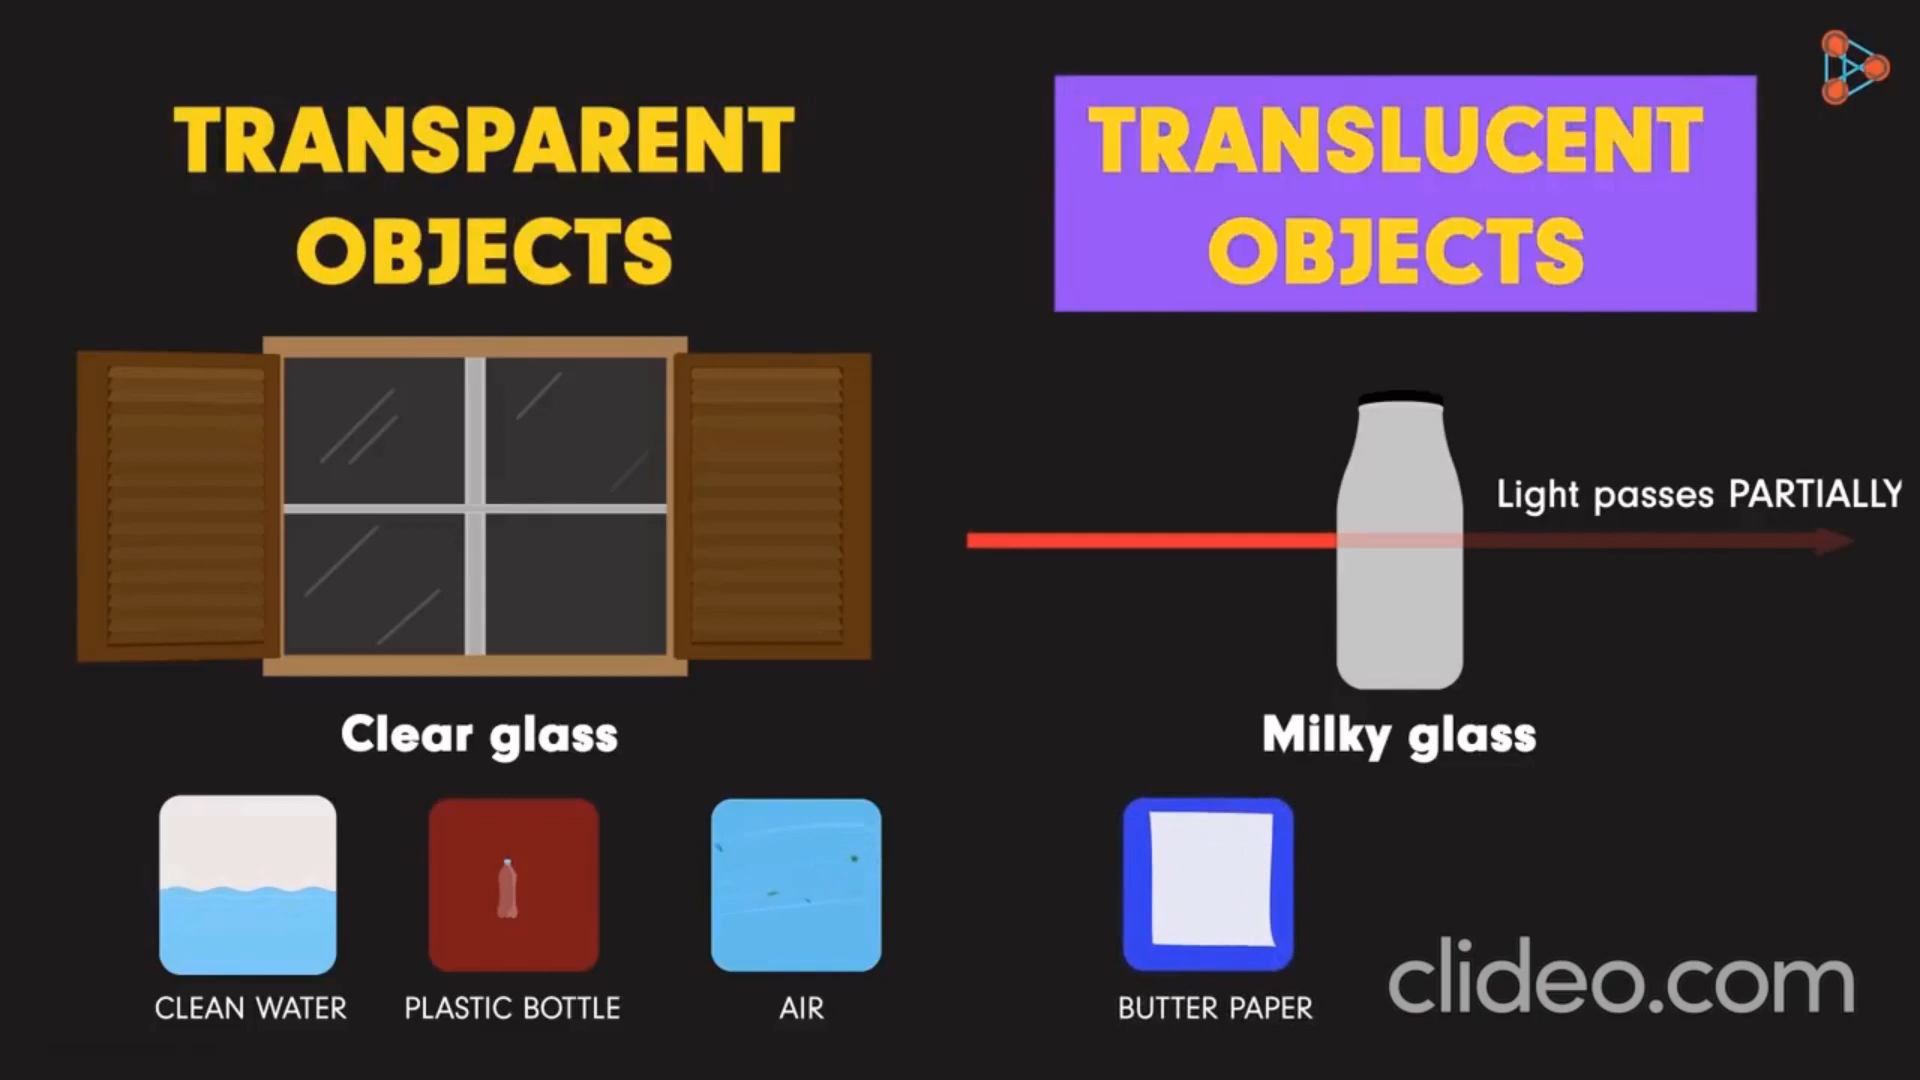 TRANSPARENT
OBJECTS
Clear glass
CLEAN WATER
PLASTIC BOTTLE
AIR
TRANSLUCENT
OBJECTS
Light passes PARTIALLY
Milky glass
BUTTER PAPER
clideo.com